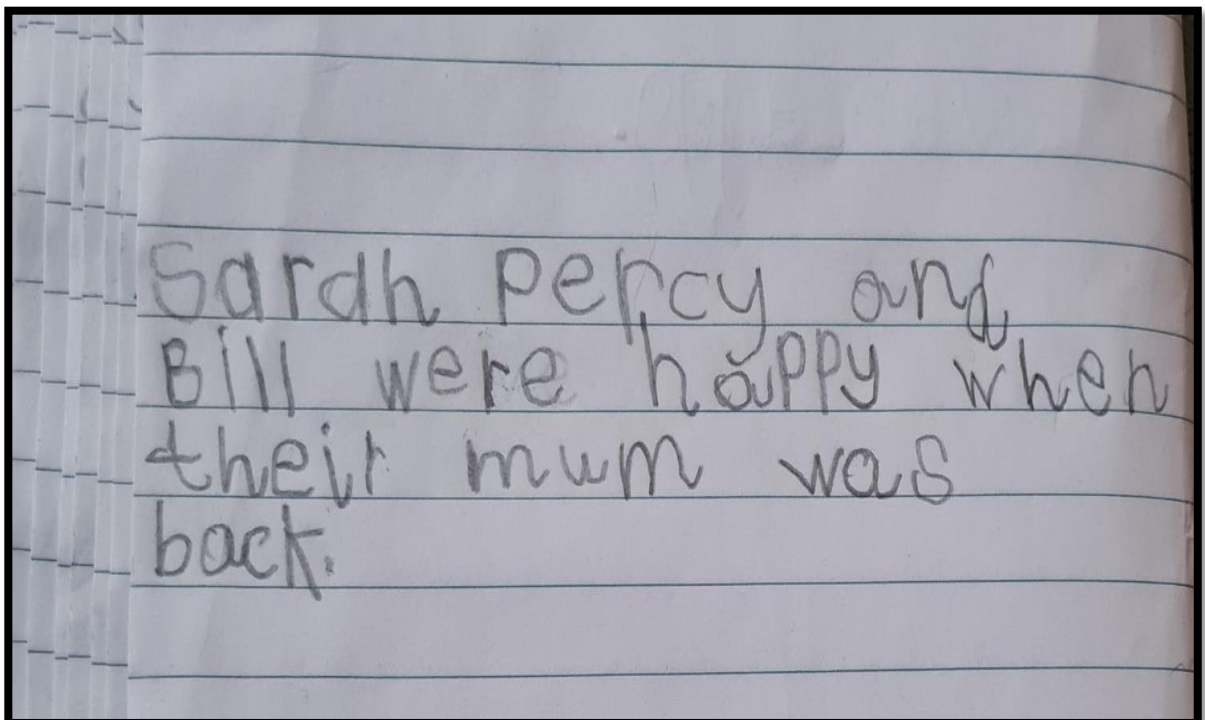 Sarah Percy and
Bill were happy when
their mum was
back.